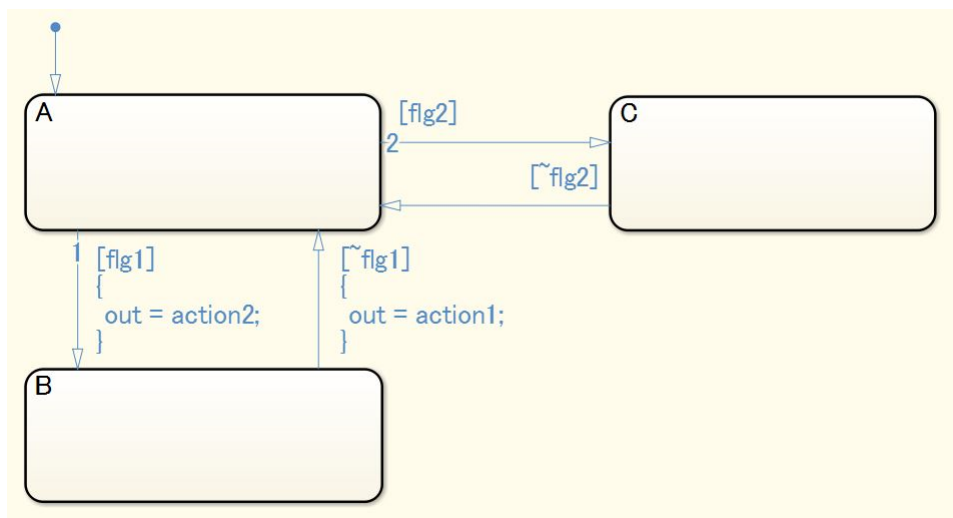 A
[flg2]
C
2
[~flg2]
1
[flg1]
{
out = action2;
}
[~flg1]
{
out = action1;
}
B